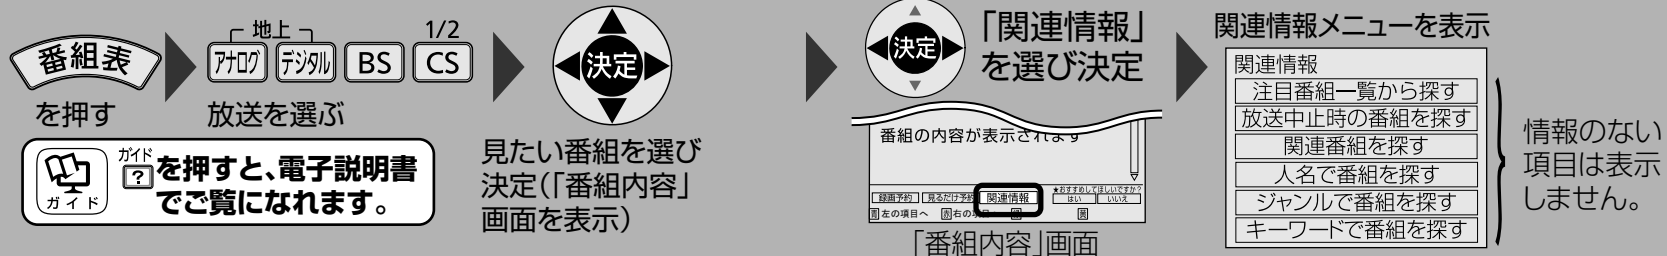 番組表
を押す
地上
アナログ
デジタル
BS
1/2
CS
放送を選ぶ
ガイド
ガイド
?
を押すと、電子説明書
でご覧になれます。
決定
見たい番組を選び
決定(「番組内容」
画面を表示)
決定
「関連情報」
を選び決定
番組の内容が表示されます
★おすすめしてほしいですか?
録画予約
見るだけ予約
関連情報
はい
いいえ
青左の項目へ
赤右の項
緑
黄
「番組内容」画面
関連情報メニューを表示
関連情報
注目番組一覧から探す
放送中止時の番組を探す
関連番組を探す
人名で番組を探す
ジャンルで番組を探す
キーワードで番組を探す
情報のない
項目は表示
しません。